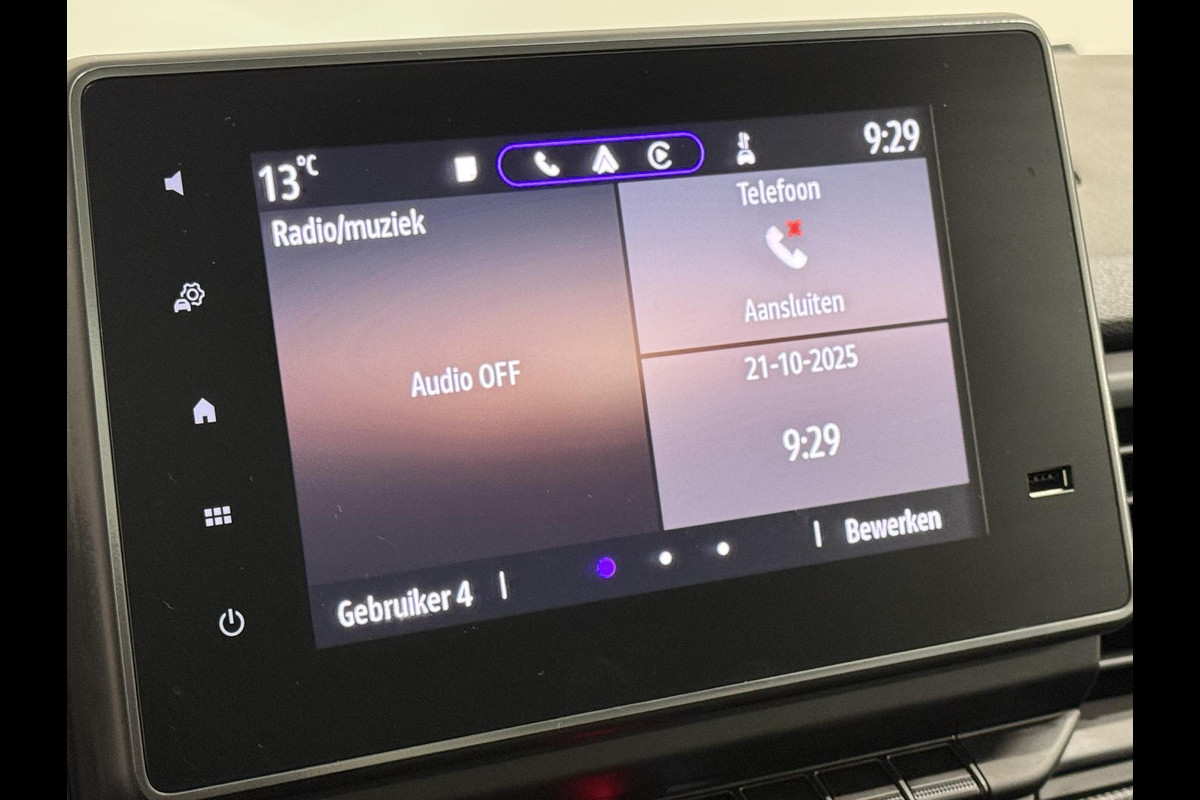 13°C
9:29
Radio/muziek
Audio OFF
Telefoon
Aansluiten
21-10-2025
9:29
Gebruiker 4
Bewerken